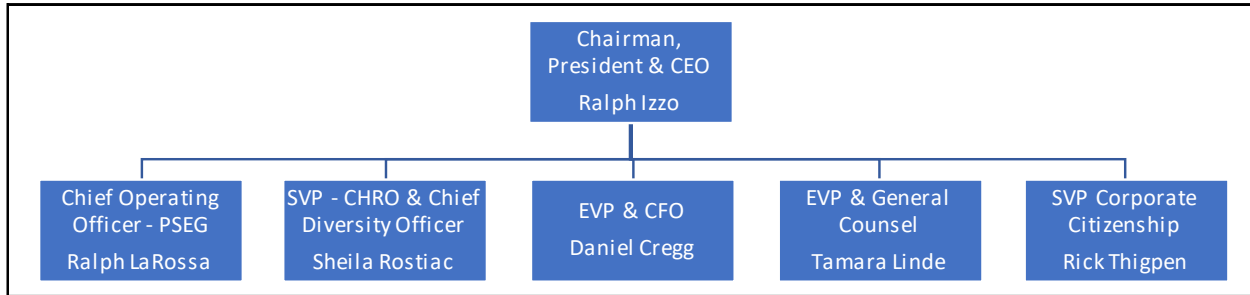 Chairman,
President & CEO
Ralph Izzo
Chief Operating
Officer - PSEG
Ralph LaRossa
SVP - CHRO & Chief
Diversity Officer
Sheila Rostiac
EVP & CFO
Daniel Cregg
EVP & General
Counsel
Tamara Linde
SVP Corporate
Citizenship
Rick Thigpen